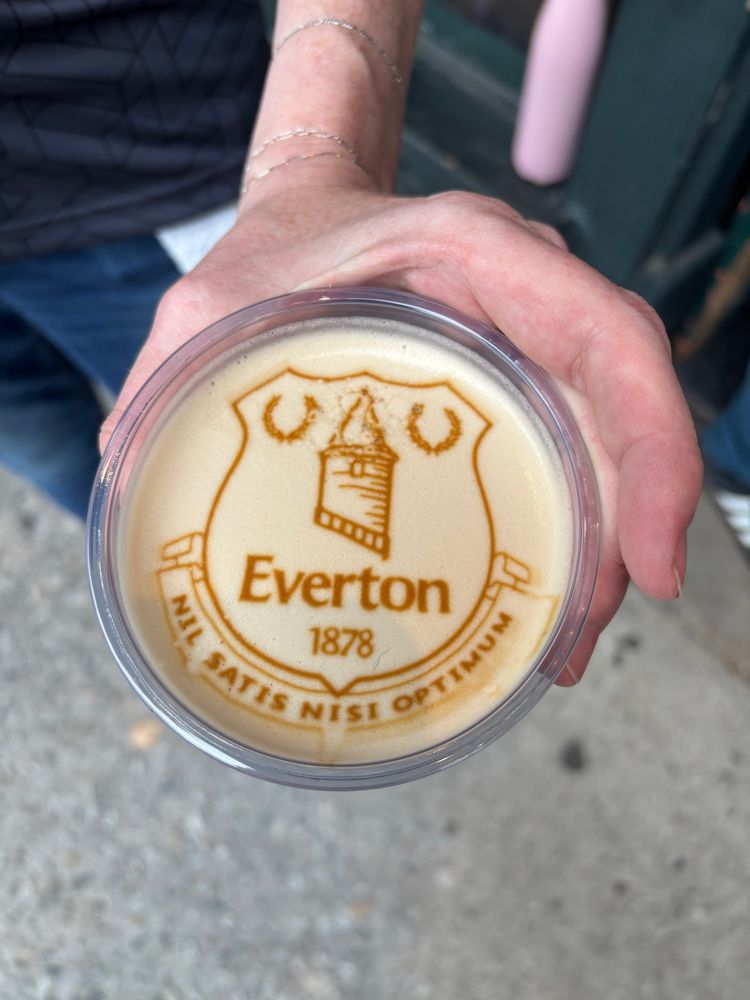 Everton
1878
NIL SATIS NISI OPTIMUM